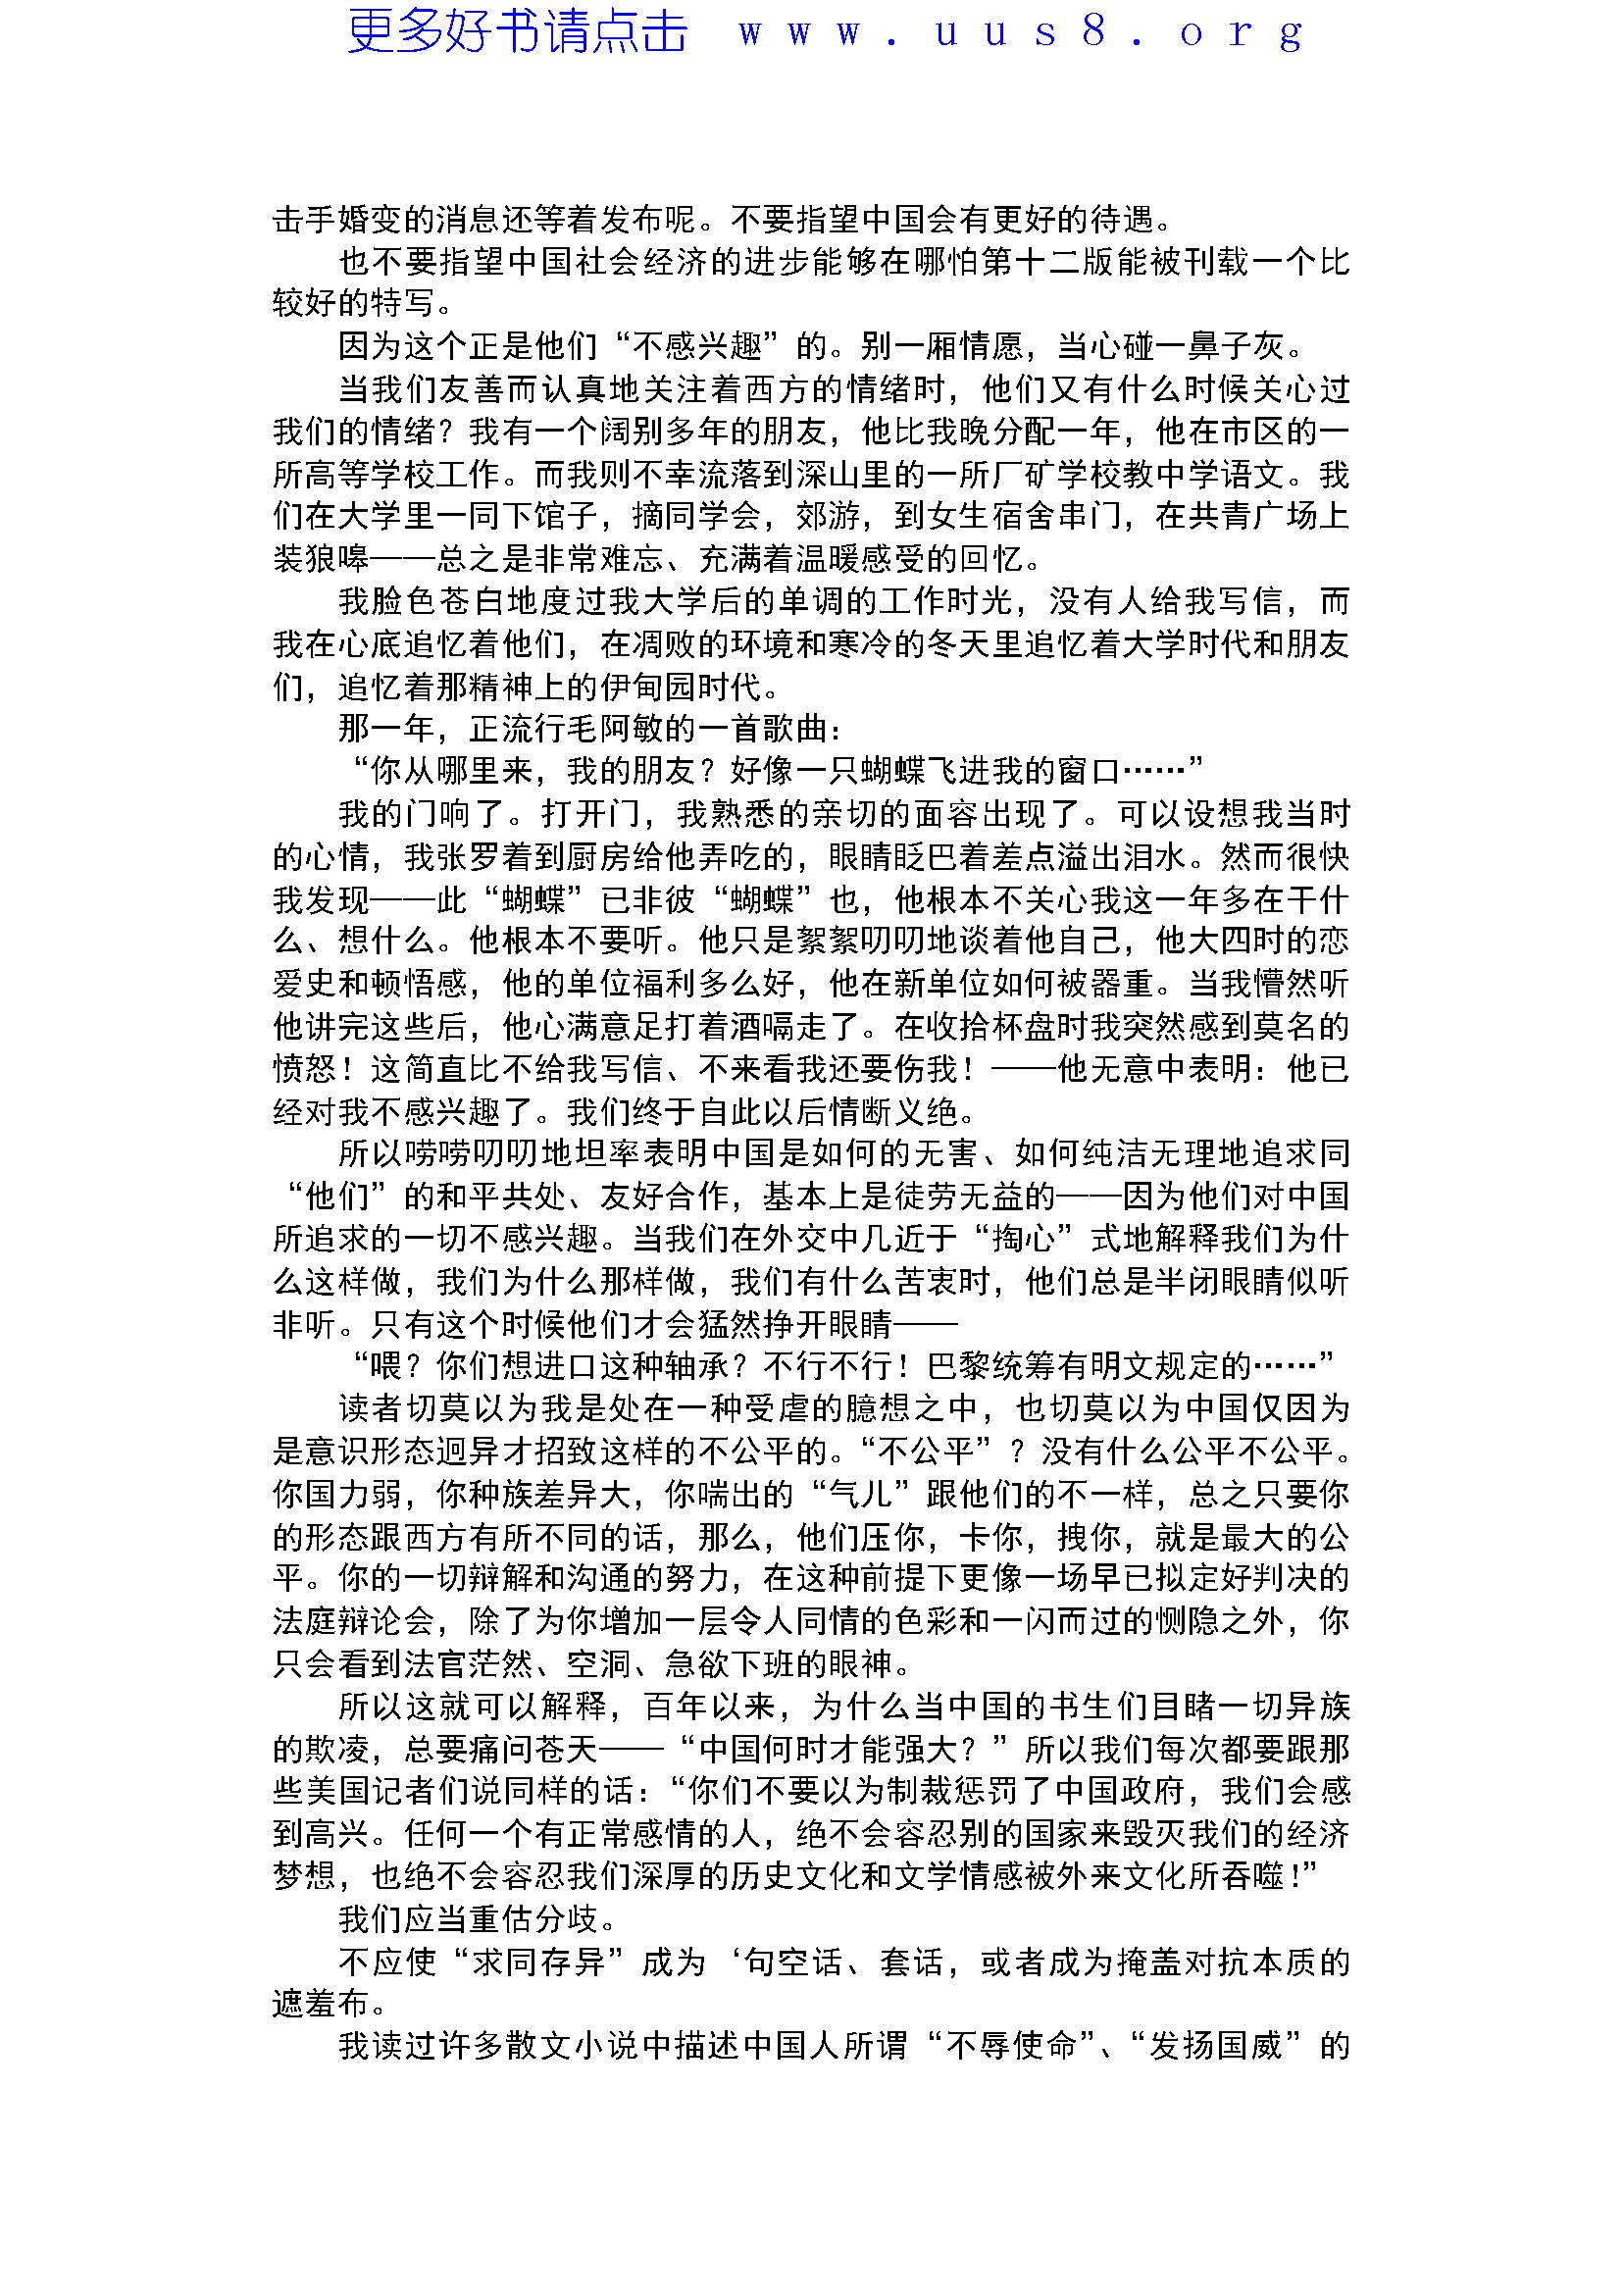 更多好书请点击 www.uus8.org
击手婚变的消息还等着发布呢。不要指望中国会有更好的待遇。
也不要指望中国社会经济的进步能够在哪怕第十二版能被刊载一个比
较好的特写。
因为这个正是他们“不感兴趣”的。别一厢情愿，当心碰一鼻子灰。
当我们友善而认真地关注着西方的情绪时，他们又有什么时候关心过
我们的情绪？我有一个阔别多年的朋友，他比我晚分配一年，他在市区的一
所高等学校工作。而我则不幸流落到深山里的一所厂矿学校教中学语文。我
们在大学里一同下馆子，摘同学会，郊游，到女生宿舍串门，在共青广场上
装狼嗥——总之是非常难忘、充满着温暖感受的回忆。
我脸色苍白地度过我大学后的单调的工作时光，没有人给我写信，而
我在心底追忆着他们，在凋败的环境和寒冷的冬天里追忆着大学时代和朋友
们，追忆着那精神上的伊甸园时代。
那一年，正流行毛阿敏的一首歌曲：
“你从哪里来，我的朋友？好像一只蝴蝶飞进我的窗口……”
我的门响了。打开门，我熟悉的亲切的面容出现了。可以设想我当时
的心情，我张罗着到厨房给他弄吃的，眼睛眨巴着差点溢出泪水。然而很快
我发现——此“蝴蝶”已非彼“蝴蝶”也，他根本不关心我这一年多在干什
么、想什么。他根本不要听。他只是絮絮叨叨地谈着他自己，他大四时的恋
爱史和顿悟感，他的单位福利多么好，他在新单位如何被器重。当我懵然听
他讲完这些后，他心满意足打着酒嗝走了。在收拾杯盘时我突然感到莫名的
愤怒！这简直比不给我写信、不来看我还要伤我！——他无意中表明：他已
经对我不感兴趣了。我们终于自此以后情断义绝。
所以唠唠叨叨地坦率表明中国是如何的无害、如何纯洁无理地追求同
“他们”的和平共处、友好合作，基本上是徒劳无益的——因为他们对中国
所追求的一切不感兴趣。当我们在外交中几近于“掏心”式地解释我们为什
么这样做，我们为什么那样做，我们有什么苦衷时，他们总是半闭眼睛似听
非听。只有这个时候他们才会猛然挣开眼睛——
“喂？你们想进口这种轴承？不行不行！巴黎统筹有明文规定的……”
读者切莫以为我是处在一种受虐的臆想之中，也切莫以为中国仅因为
是意识形态迥异才招致这样的不公平的。“不公平”？没有什么公平不公平。
你国力弱，你种族差异大，你喘出的“气儿”跟他们的不一样，总之只要你
的形态跟西方有所不同的话，那么，他们压你，卡你，拽你，就是最大的公
平。你的一切辩解和沟通的努力，在这种前提下更像一场早已拟定好判决的
法庭辩论会，除了为你增加一层令人同情的色彩和一闪而过的恻隐之外，你
只会看到法官茫然、空洞、急欲下班的眼神。
所以这就可以解释，百年以来，为什么当中国的书生们目睹一切异族
的欺凌，总要痛问苍天——“中国何时才能强大？”所以我们每次都要跟那
些美国记者们说同样的话：“你们不要以为制裁惩罚了中国政府，我们会感
到高兴。任何一个有正常感情的人，绝不会容忍别的国家来毁灭我们的经济
梦想，也绝不会容忍我们深厚的历史文化和文学情感被外来文化所吞噬！”
我们应当重估分歧。
不应使“求同存异”成为‘句空话、套话，或者成为掩盖对抗本质的
遮羞布。
我读过许多散文小说中描述中国人所谓“不辱使命”、“发扬国威”的